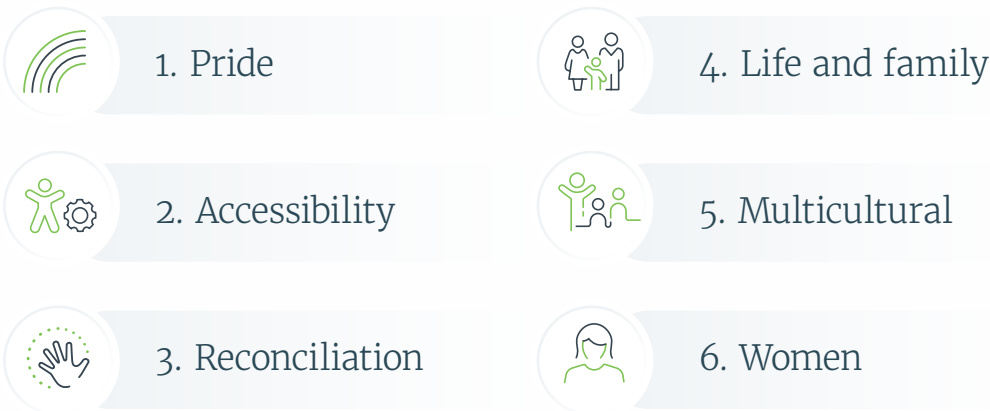 1. Pride
2. Accessibility
3. Reconciliation
4. Life and family
5. Multicultural
6. Women